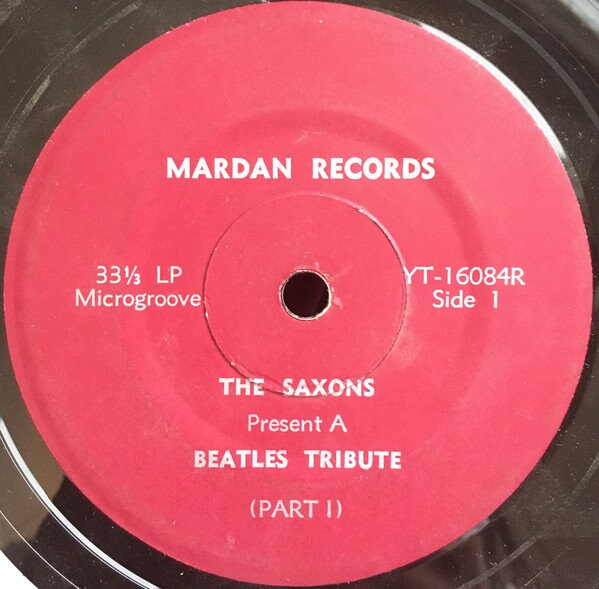 MARDAN RECORDS
33⅓ LP
Microgroove
YT-16084R
Side 1
THE SAXONS
Present A
BEATLES TRIBUTE
(PART I)